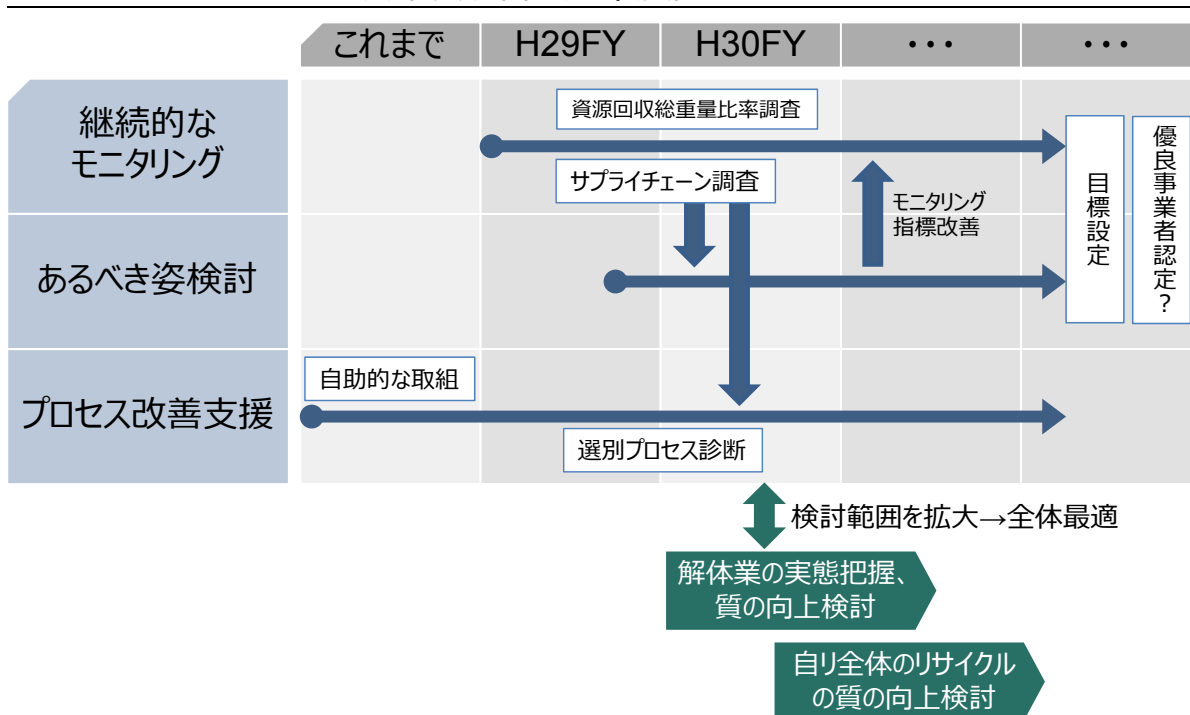 これまで
H29FY
H30FY
・・・
・・・
継続的な
モニタリング
資源回収総重量比率調査
サプライチェーン調査
モニタリング
指標改善
目標設定
優良事業者認定？
あるべき姿検討
プロセス改善支援
自助的な取組
選別プロセス診断
検討範囲を拡大→全体最適
解体業の実態把握、
質の向上検討
自リ全体のリサイクル
の質の向上検討